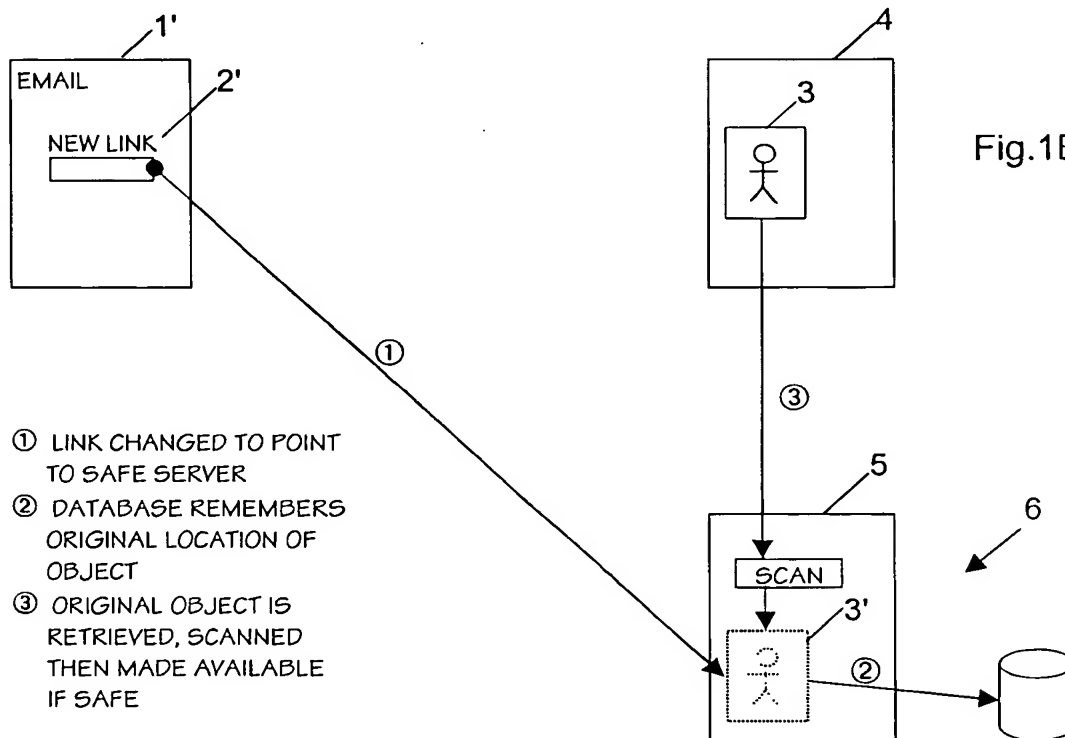 1'
4
EMAIL
2'
3
NEW LINK
Fig.1B
①
③
① LINK CHANGED TO POINT
TO SAFE SERVER
② DATABASE REMEMBERS
ORIGINAL LOCATION OF
OBJECT
③ ORIGINAL OBJECT IS
RETRIEVED, SCANNED
THEN MADE AVAILABLE
IF SAFE
5
6
SCAN
3'
②